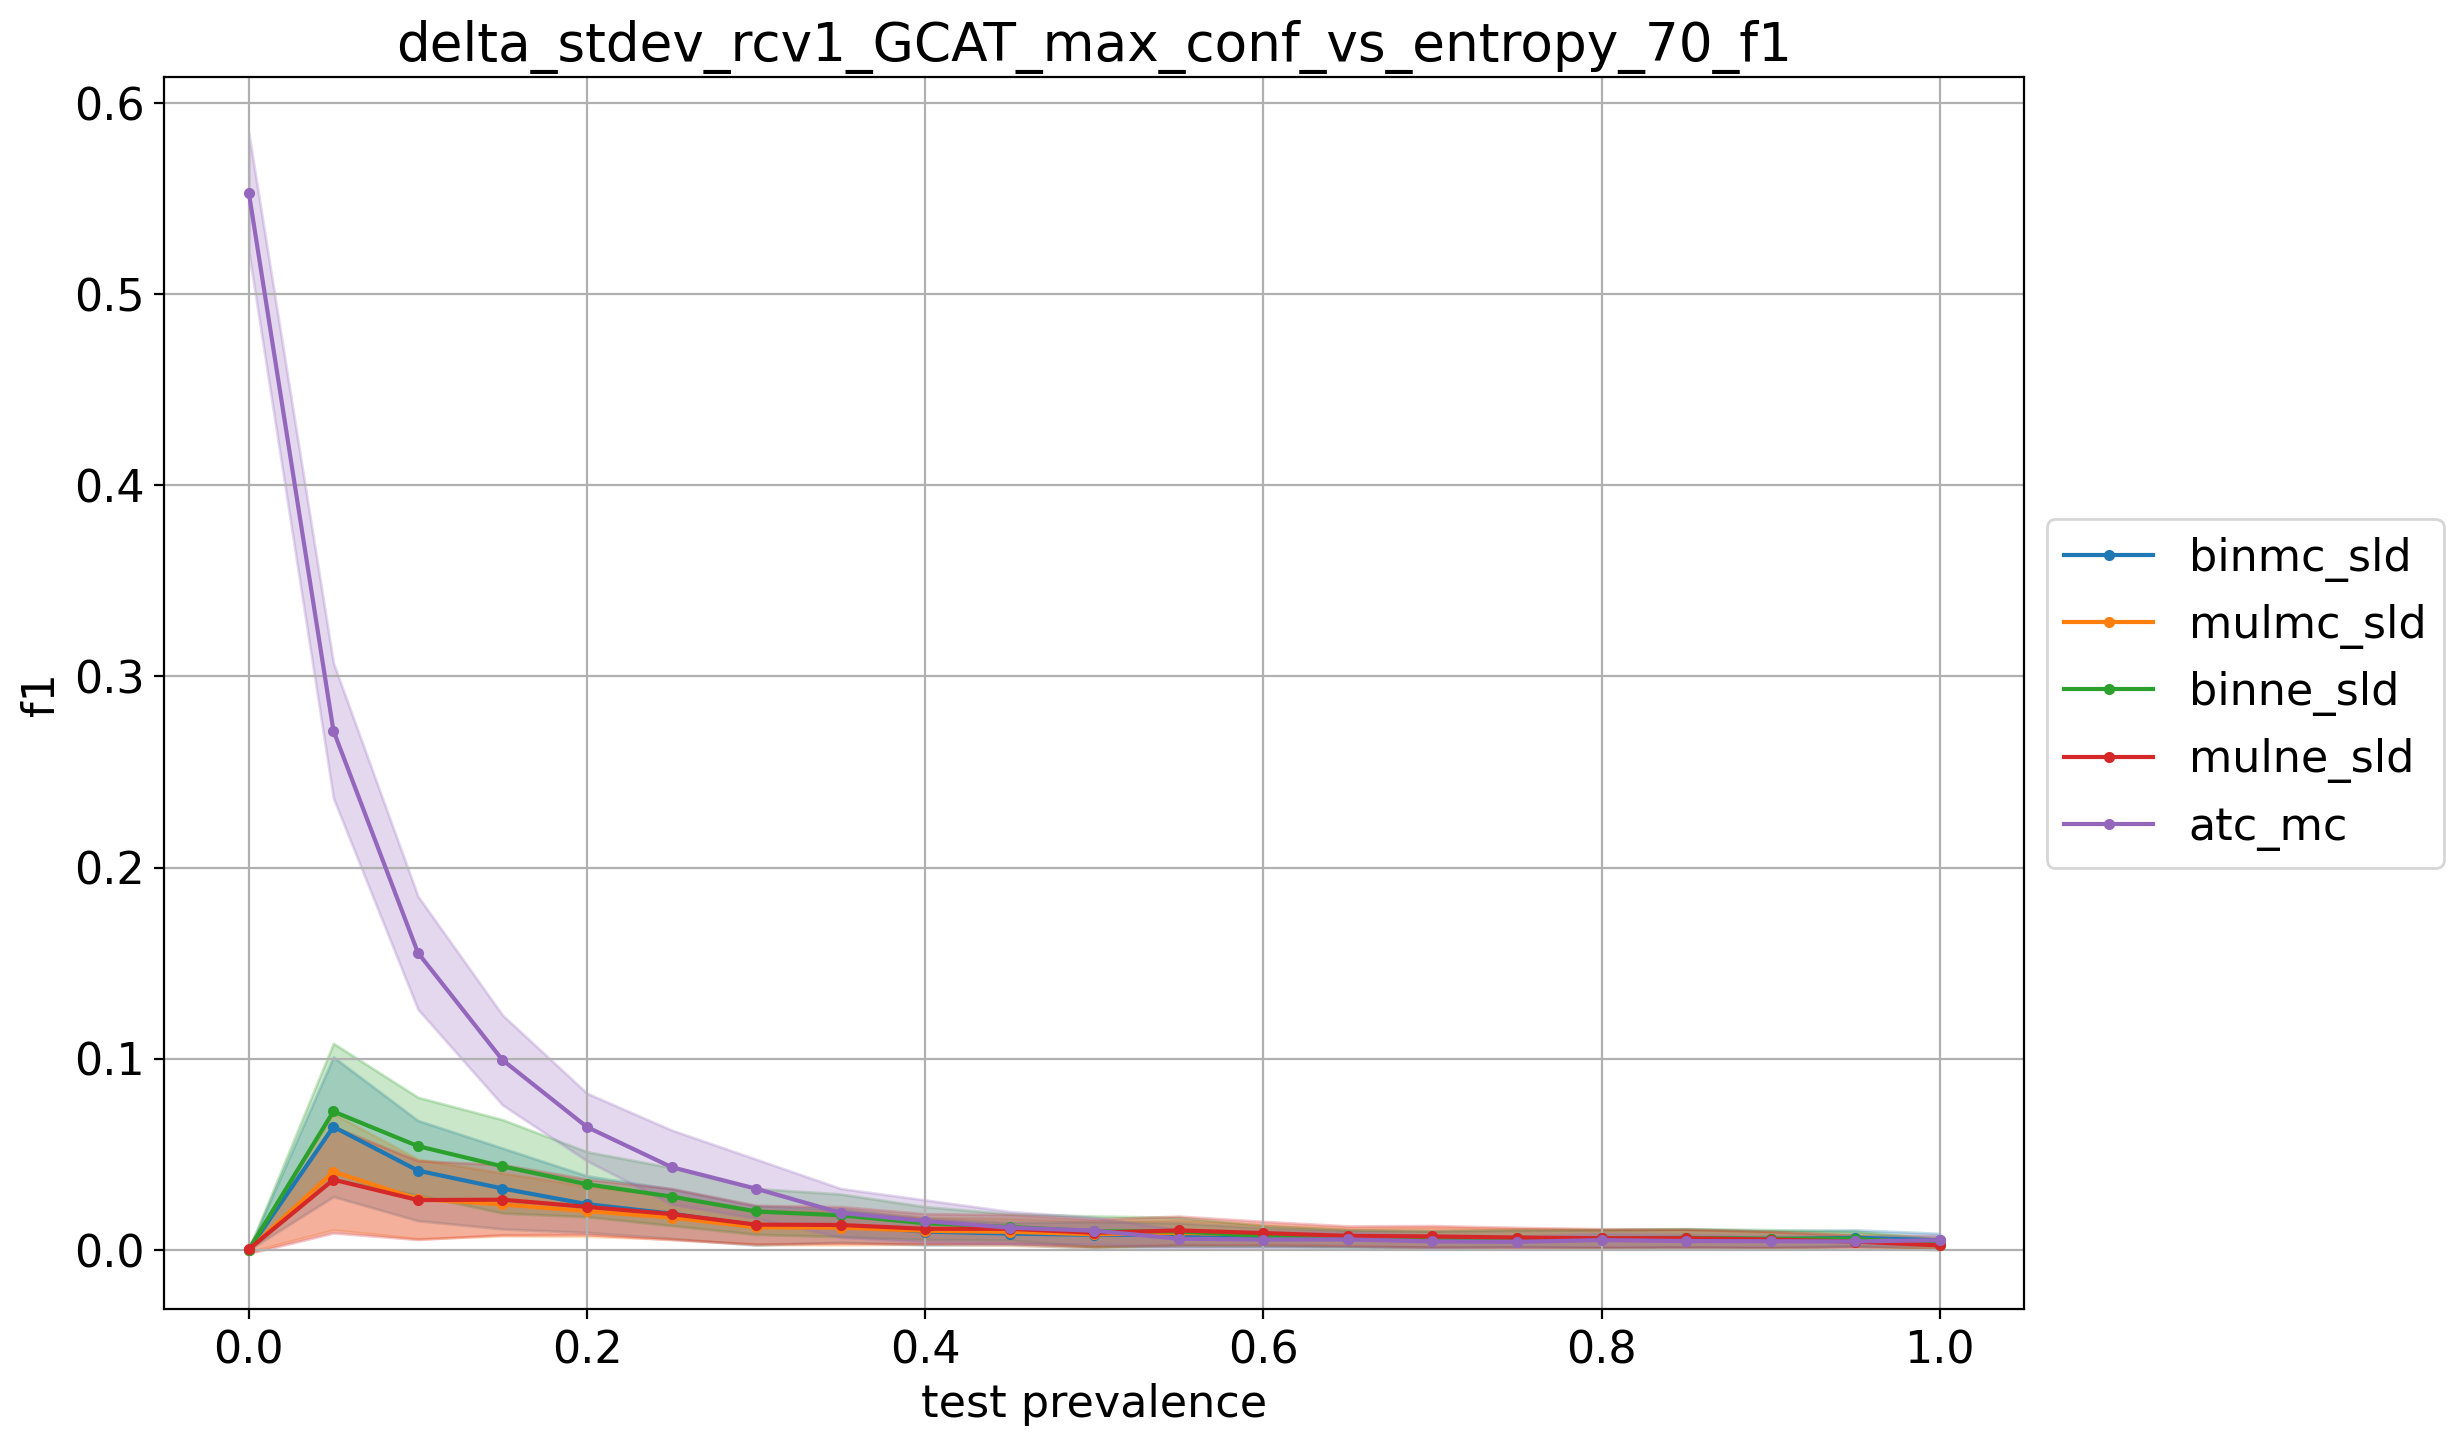 delta_stdev_rcv1_GCAT_max_conf_vs_entropy_70_f1
0.6
0.5
0.4
0.3
0.2
0.1
0.0
f1
0.0 0.2 0.4 0.6 0.8 1.0
test prevalence
binmc_sld
mulmc_sld
binne_sld
mulne_sld
atc_mc